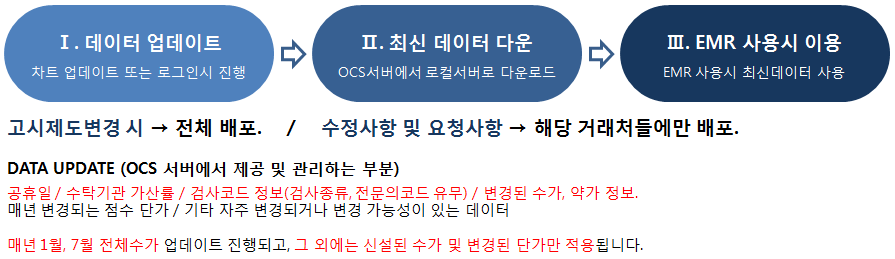 Ⅰ. 데이터 업데이트
차트 업데이트 또는 로그인시 진행
Ⅱ. 최신 데이터 다운
OCS서버에서 로컬서버로 다운로드
Ⅲ. EMR 사용시 이용
EMR 사용시 최신데이터 사용
고시제도변경 시 → 전체 배포. / 수정사항 및 요청사항 → 해당 거래처들에만 배포.
DATA UPDATE (OCS 서버에서 제공 및 관리하는 부분)
공휴일 / 수탁기관 가산률 / 검사코드 정보(검사종류, 전문의코드 유무) / 변경된 수가, 약가 정보.
매년 변경되는 점수 단가 / 기타 자주 변경되거나 변경 가능성이 있는 데이터
매년 1월, 7월 전체수가 업데이트 진행되고, 그 외에는 신설된 수가 및 변경된 단가만 적용됩니다.